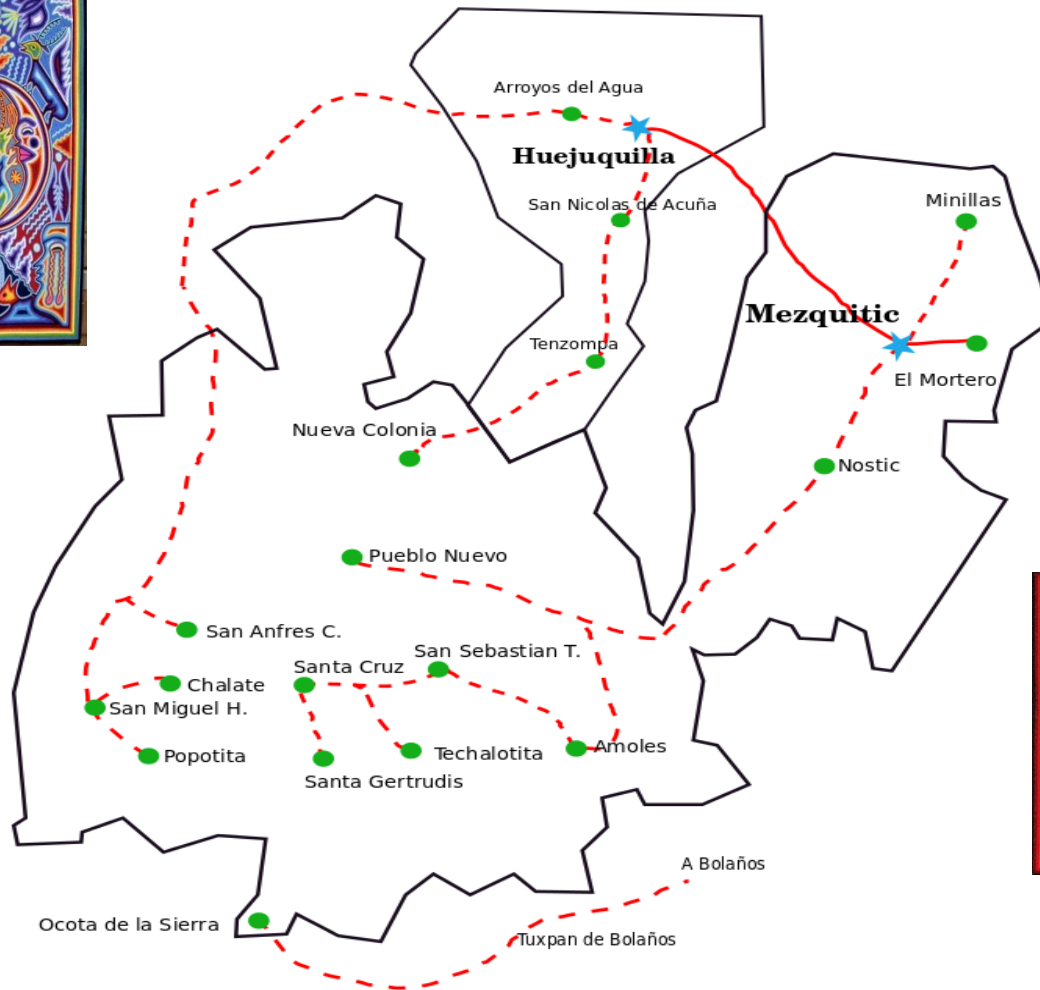 Arroyos del Agua
Huejuquilla
San Nicolas de Acuña
Minillas
Mezquitic
Tenzompa
El Mortero
Nueva Colonia
Nostic
Pueblo Nuevo
San Anfres C.
San Sebastian T.
Santa Cruz
Chalate
San Miguel H.
Amoles
Popotita
Techalotita
Santa Gertrudis
A Bolaños
Ocota de la Sierra
Tuxpan de Bolaños